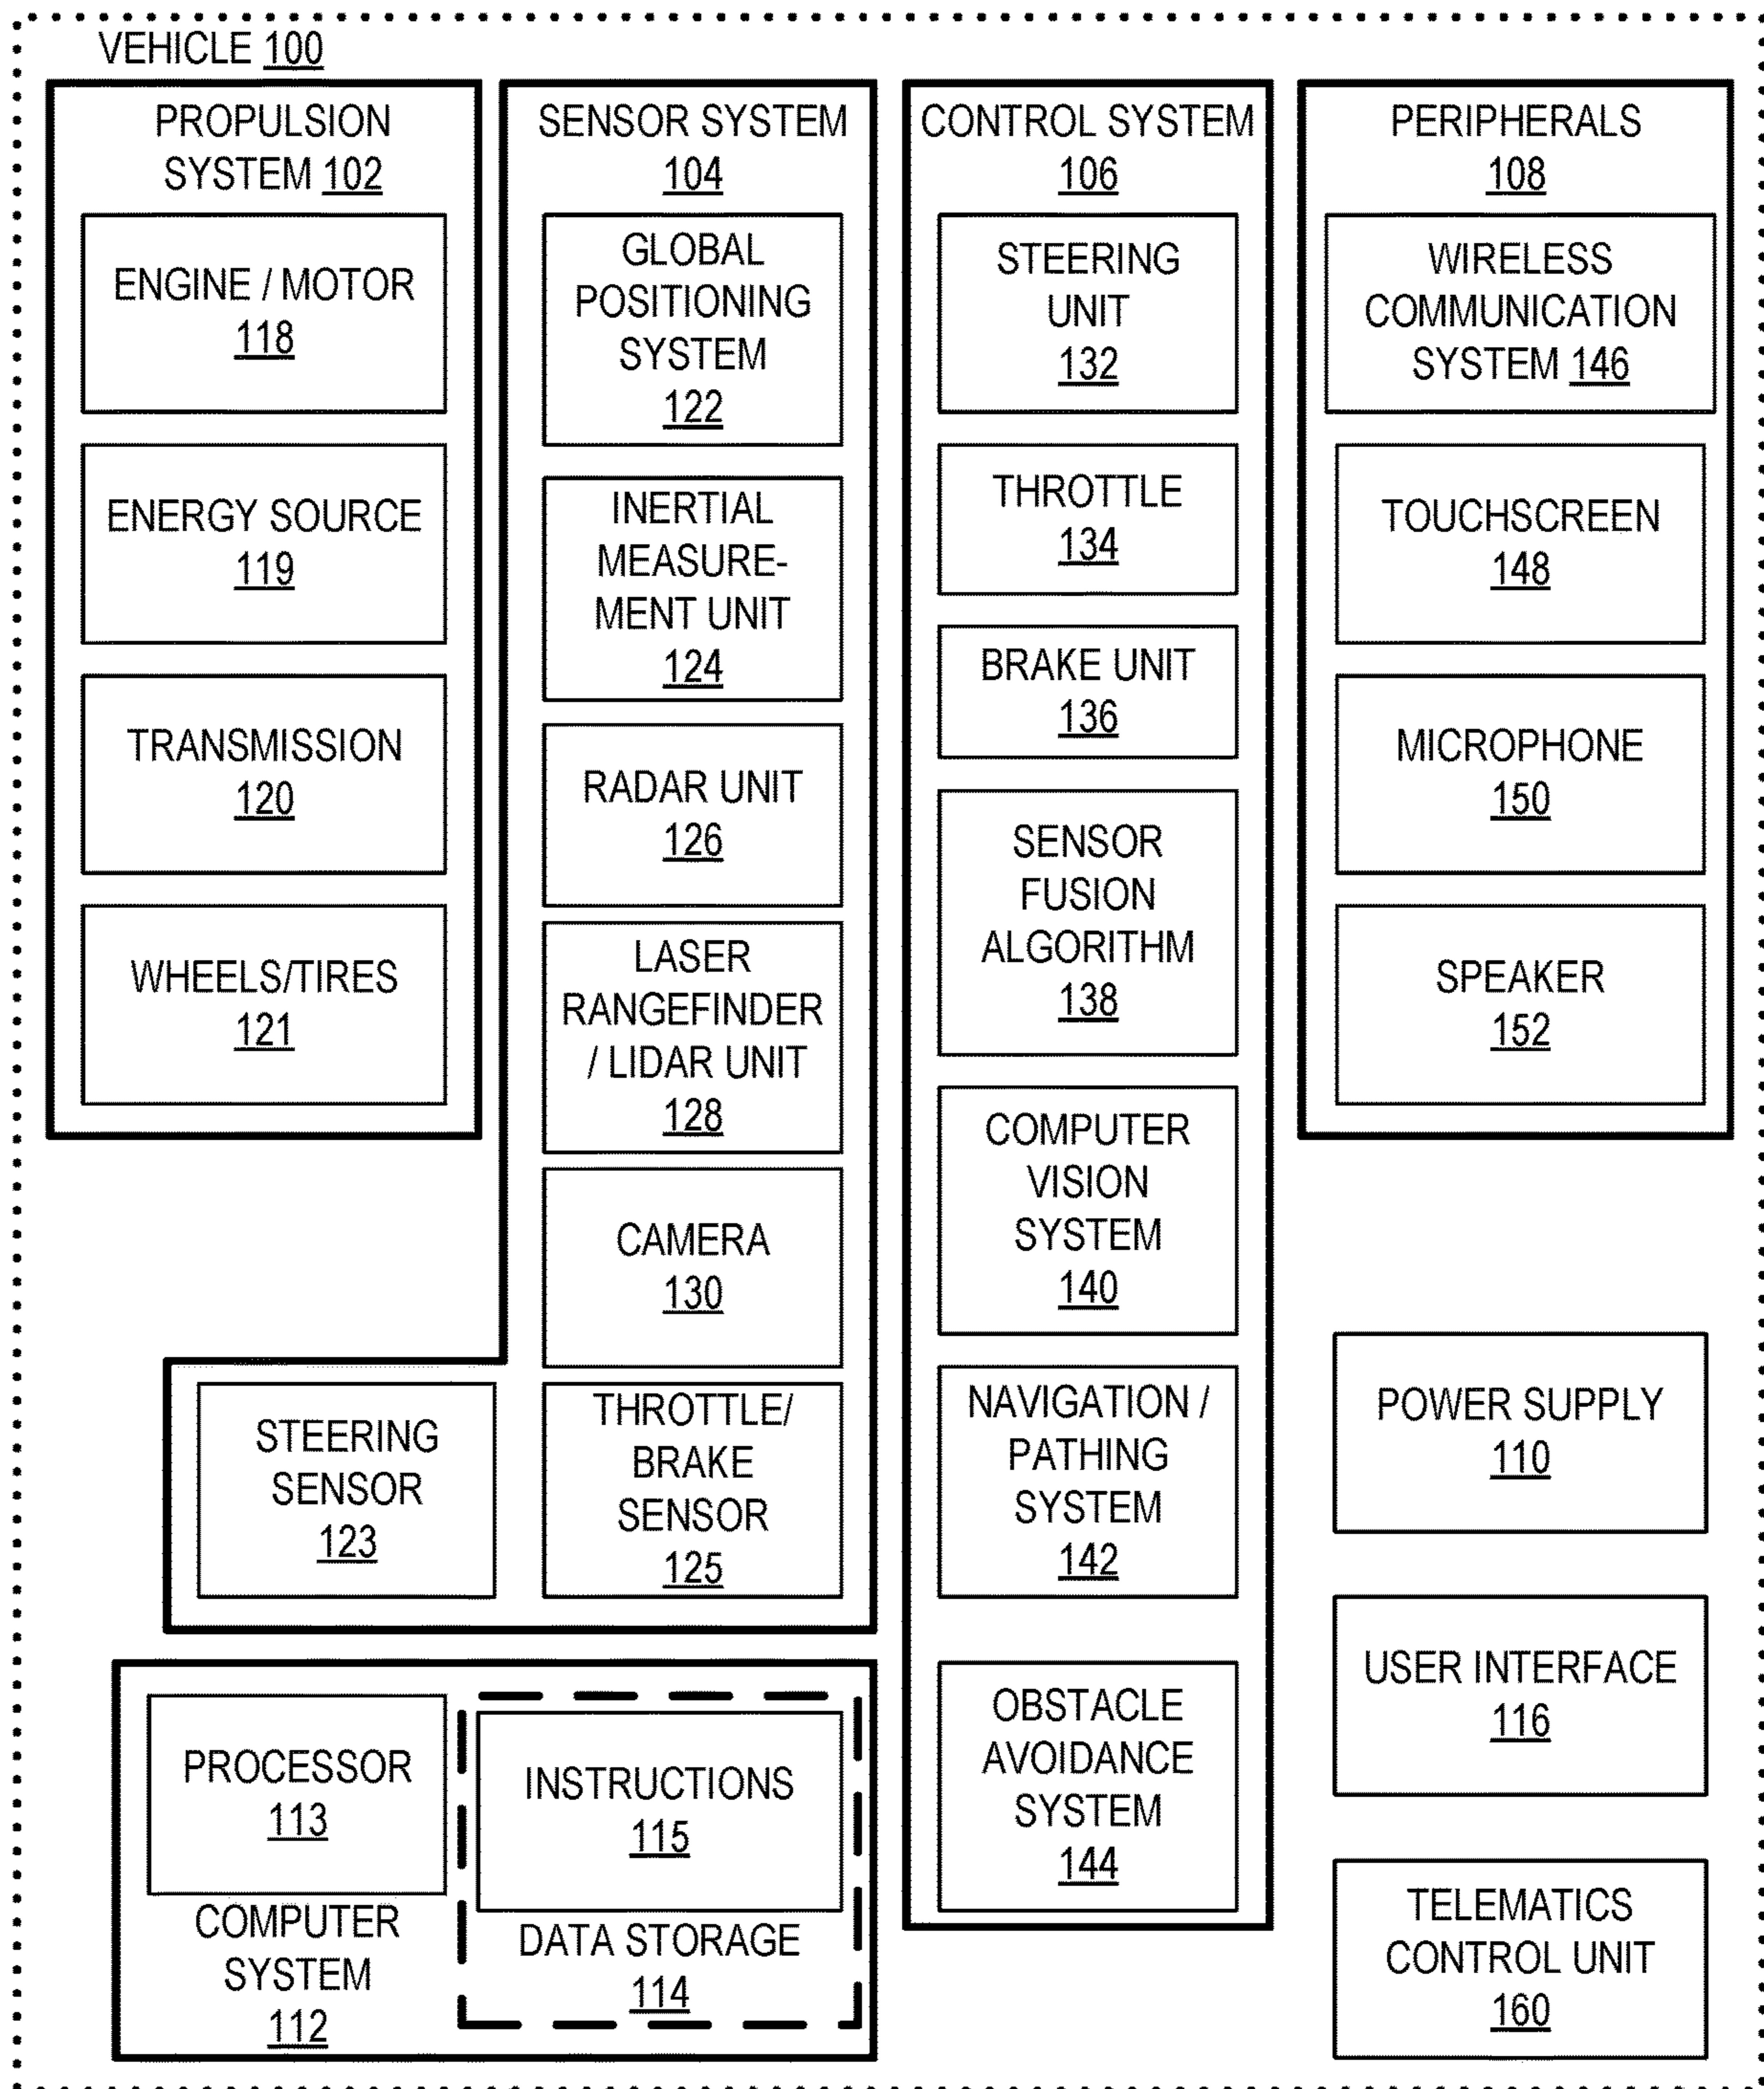 VEHICLE 100
PROPULSION
SYSTEM 102
ENGINE / MOTOR
118
ENERGY SOURCE
119
TRANSMISSION
120
WHEELS/TIRES
121
SENSOR SYSTEM
104
GLOBAL
POSITIONING
SYSTEM
122
INERTIAL
MEASURE-
MENT UNIT
124
RADAR UNIT
126
LASER
RANGEFINDER
/ LIDAR UNIT
128
CAMERA
130
STEERING
SENSOR
123
THROTTLE/
BRAKE
SENSOR
125
CONTROL SYSTEM
106
STEERING
UNIT
132
THROTTLE
134
BRAKE UNIT
136
SENSOR
FUSION
ALGORITHM
138
COMPUTER
VISION
SYSTEM
140
NAVIGATION /
PATHING
SYSTEM
142
OBSTACLE
AVOIDANCE
SYSTEM
144
PERIPHERALS
108
WIRELESS
COMMUNICATION
SYSTEM 146
TOUCHSCREEN
148
MICROPHONE
150
SPEAKER
152
POWER SUPPLY
110
USER INTERFACE
116
TELEMATICS
CONTROL UNIT
160
PROCESSOR
113
COMPUTER
SYSTEM
112
INSTRUCTIONS
115
DATA STORAGE
114